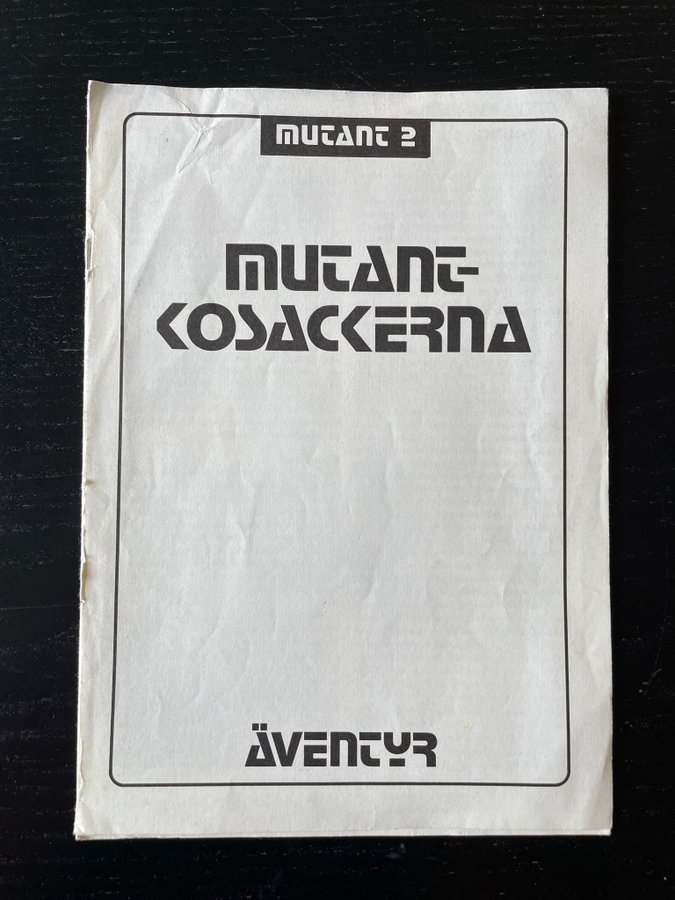 MUTANT 2
MUTANT-
KOSACKERNA
ÄVENTYR